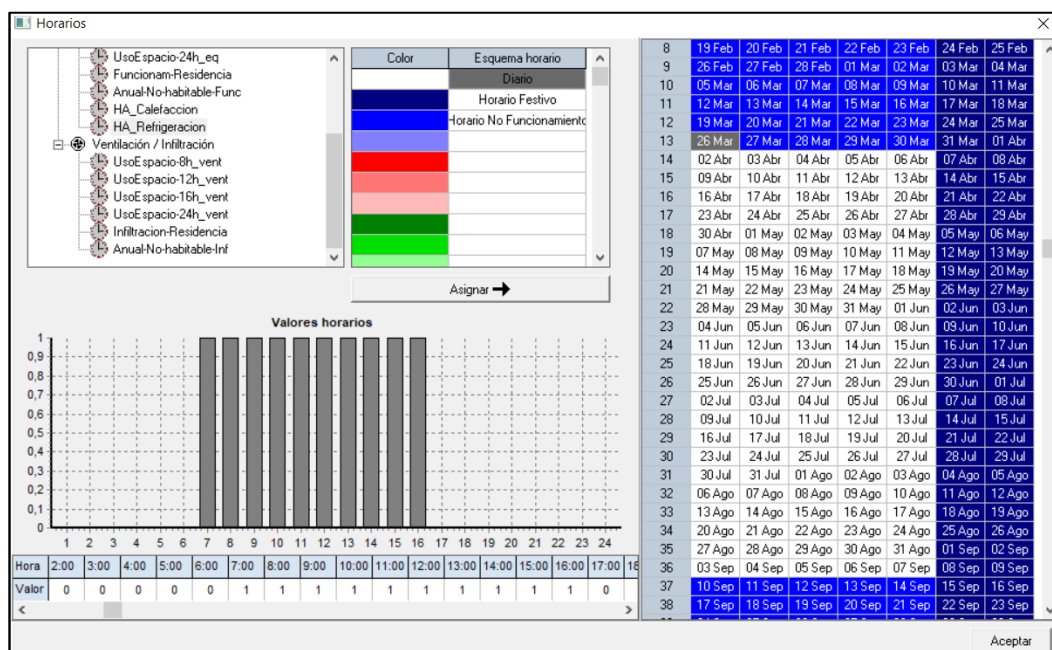 Horarios
UsoEspacio-24h_eq
Funcionam-Residencia
Anual-No-habitable-Func
HA_Calefaccion
HA_Refrigeracion
Ventilación / Infiltración
UsoEspacio-8h_vent
UsoEspacio-12h_vent
UsoEspacio-16h_vent
UsoEspacio-24h_vent
Infiltracion-Residencia
Anual-No-habitable-Inf
Color Esquema horario
Diario
Horario Festivo
Horario No Funcionamiento
Asignar
Valores horarios
1
0,9
0,8
0,7
0,6
0,5
0,4
0,3
0,2
0,1
0
1 2 3 4 5 6 7 8 9 10 11 12 13 14 15 16 17 18 19 20 21 22 23 24
Hora 2:00 3:00 4:00 5:00 6:00 7:00 8:00 9:00 10:00 11:00 12:00 13:00 14:00 15:00 16:00 17:00 18
Valor 0 0 0 0 0 1 1 1 1 1 1 1 1 1 1 0
8 19 Feb 20 Feb 21 Feb 22 Feb 23 Feb 24 Feb 25 Feb
9 26 Feb 27 Feb 28 Feb 01 Mar 02 Mar 03 Mar 04 Mar
10 05 Mar 06 Mar 07 Mar 08 Mar 09 Mar 10 Mar 11 Mar
11 12 Mar 13 Mar 14 Mar 15 Mar 16 Mar 17 Mar 18 Mar
12 19 Mar 20 Mar 21 Mar 22 Mar 23 Mar 24 Mar 25 Mar
13 26 Mar 27 Mar 28 Mar 29 Mar 30 Mar 31 Mar 01 Abr
14 02 Abr 03 Abr 04 Abr 05 Abr 06 Abr 07 Abr 08 Abr
15 09 Abr 10 Abr 11 Abr 12 Abr 13 Abr 14 Abr 15 Abr
16 16 Abr 17 Abr 18 Abr 19 Abr 20 Abr 21 Abr 22 Abr
17 23 Abr 24 Abr 25 Abr 26 Abr 27 Abr 28 Abr 29 Abr
18 30 Abr 01 May 02 May 03 May 04 May 05 May 06 May
19 07 May 08 May 09 May 10 May 11 May 12 May 13 May
20 14 May 15 May 16 May 17 May 18 May 19 May 20 May
21 21 May 22 May 23 May 24 May 25 May 26 May 27 May
22 28 May 29 May 30 May 31 May 01 Jun 02 Jun 03 Jun
23 04 Jun 05 Jun 06 Jun 07 Jun 08 Jun 09 Jun 10 Jun
24 11 Jun 12 Jun 13 Jun 14 Jun 15 Jun 16 Jun 17 Jun
25 18 Jun 19 Jun 20 Jun 21 Jun 22 Jun 23 Jun 24 Jun
26 25 Jun 26 Jun 27 Jun 28 Jun 29 Jun 30 Jun 01 Jul
27 02 Jul 03 Jul 04 Jul 05 Jul 06 Jul 07 Jul 08 Jul
28 09 Jul 10 Jul 11 Jul 12 Jul 13 Jul 14 Jul 15 Jul
29 16 Jul 17 Jul 18 Jul 19 Jul 20 Jul 21 Jul 22 Jul
30 23 Jul 24 Jul 25 Jul 26 Jul 27 Jul 28 Jul 29 Jul
31 30 Jul 31 Jul 01 Ago 02 Ago 03 Ago 04 Ago 05 Ago
32 06 Ago 07 Ago 08 Ago 09 Ago 10 Ago 11 Ago 12 Ago
33 13 Ago 14 Ago 15 Ago 16 Ago 17 Ago 18 Ago 19 Ago
34 20 Ago 21 Ago 22 Ago 23 Ago 24 Ago 25 Ago 26 Ago
35 27 Ago 28 Ago 29 Ago 30 Ago 31 Ago 01 Sep 02 Sep
36 03 Sep 04 Sep 05 Sep 06 Sep 07 Sep 08 Sep 09 Sep
37 10 Sep 11 Sep 12 Sep 13 Sep 14 Sep 15 Sep 16 Sep
38 17 Sep 18 Sep 19 Sep 20 Sep 21 Sep 22 Sep 23 Sep
Aceptar